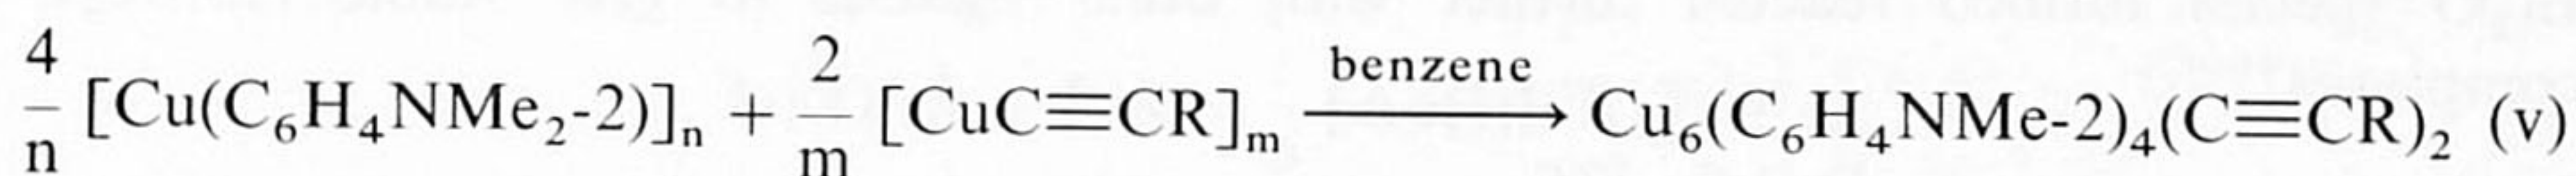 4/n [Cu(C₆H₄NMe₂-2)]ₙ + 2/m [CuC≡CR]ₘ —benzene→ Cu₆(C₆H₄NMe-2)₄(C≡CR)₂ (v)